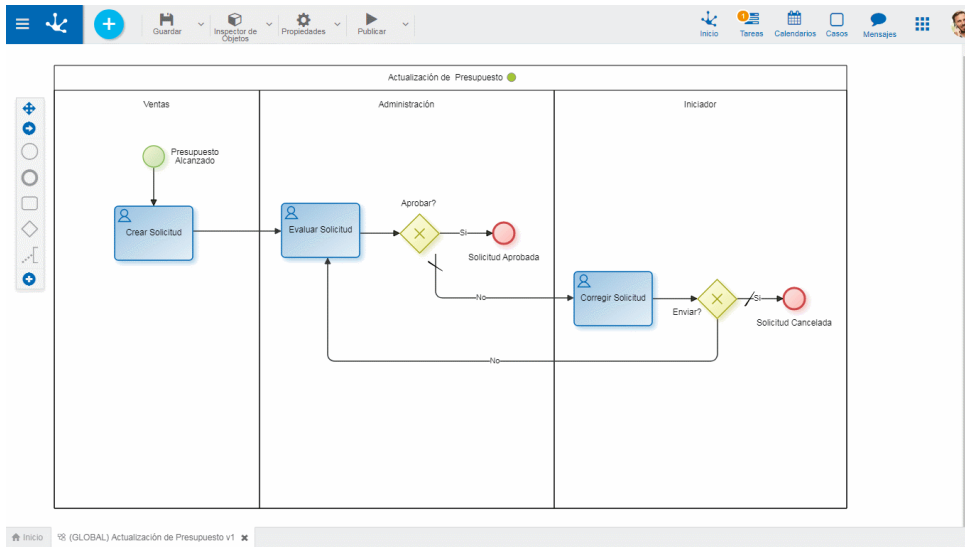 Guardar
Inspector de
Objetos
Propiedades
Publicar
Inicio
1
Tareas
Calendarios
Casos
Mensajes
Actualización de Presupuesto
Ventas
Administración
Iniciador
Presupuesto
Alcanzado
Crear Solicitud
Evaluar Solicitud
Aprobar?
Si
Solicitud Aprobada
No
Corregir Solicitud
Enviar?
Si
Solicitud Cancelada
No
Inicio
(GLOBAL) Actualización de Presupuesto v1